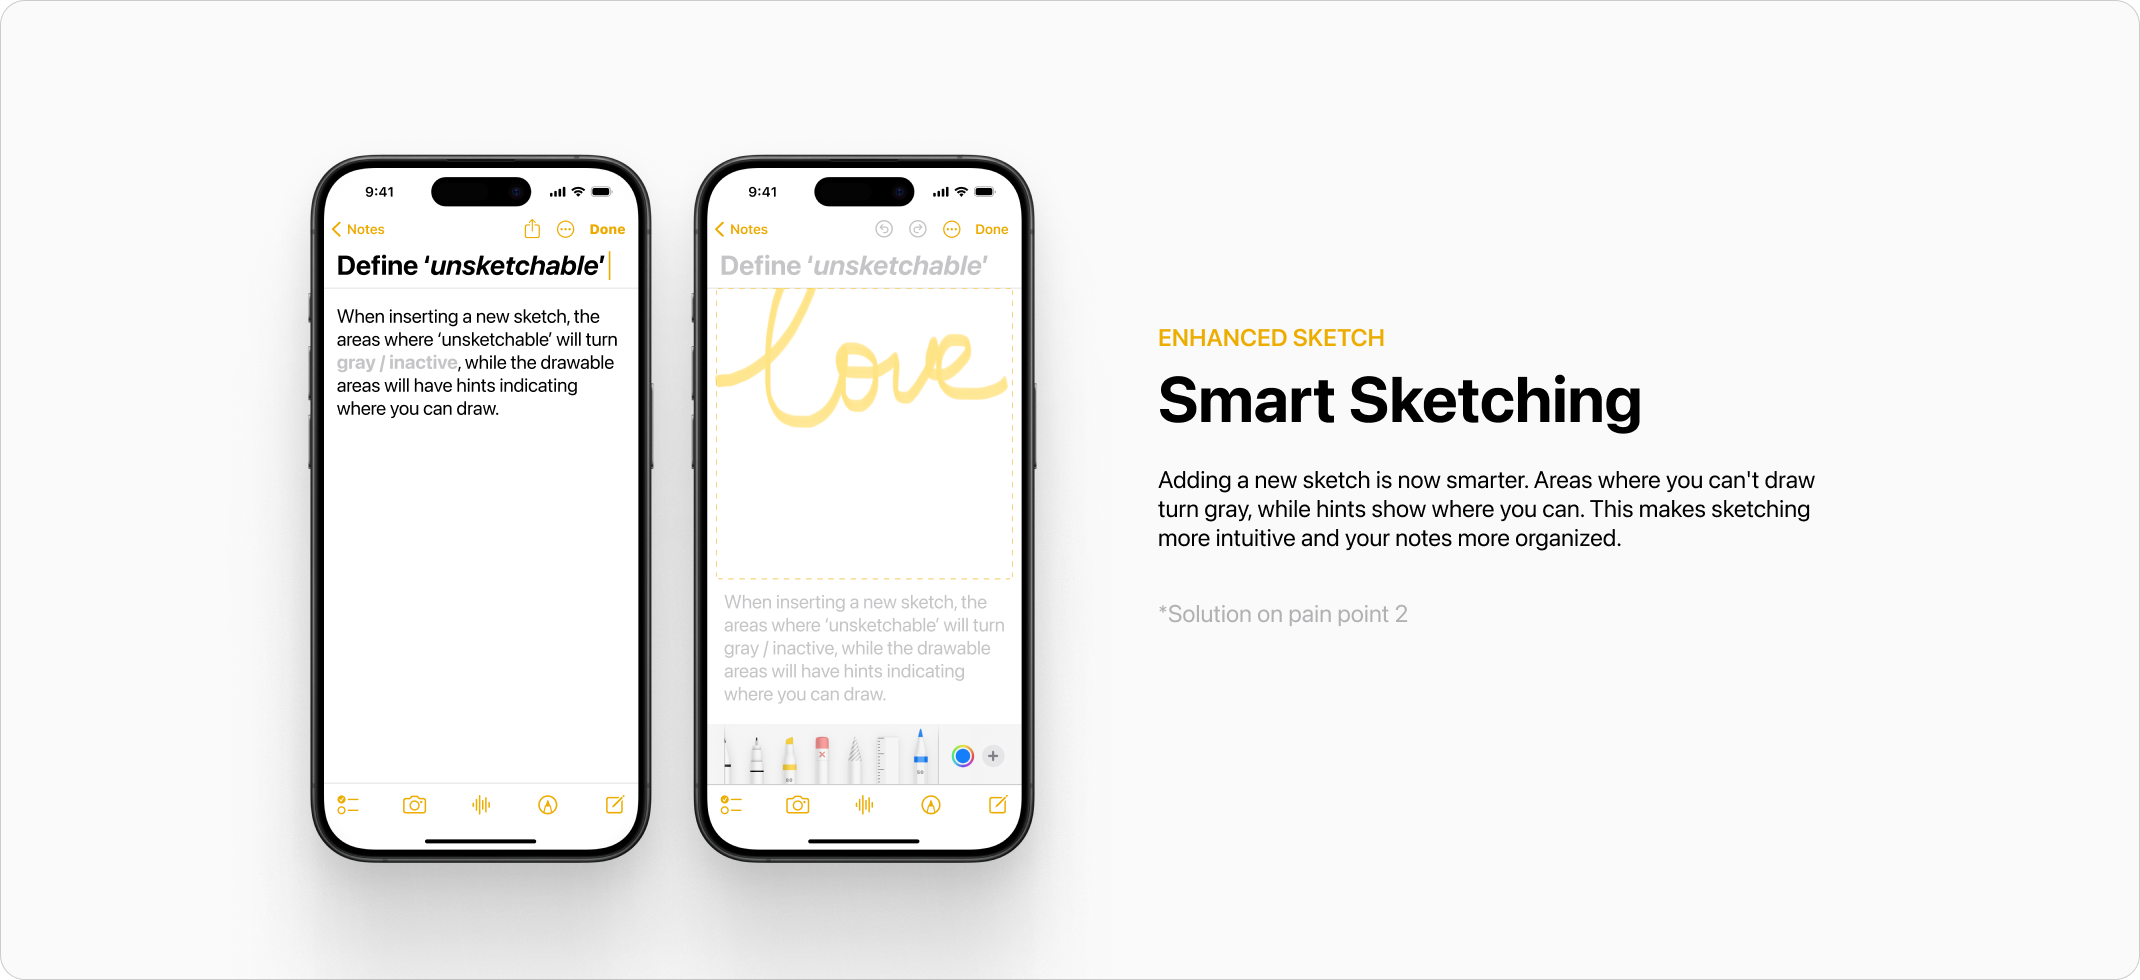 9:41
Notes
Done
Define ‘unsketchable’
When inserting a new sketch, the
areas where ‘unsketchable’ will turn
gray / inactive, while the drawable
areas will have hints indicating
where you can draw.
9:41
Notes
Done
Define ‘unsketchable’
love
When inserting a new sketch, the
areas where ‘unsketchable’ will turn
gray / inactive, while the drawable
areas will have hints indicating
where you can draw.
ENHANCED SKETCH
Smart Sketching
Adding a new sketch is now smarter. Areas where you can't draw
turn gray, while hints show where you can. This makes sketching
more intuitive and your notes more organized.
*Solution on pain point 2